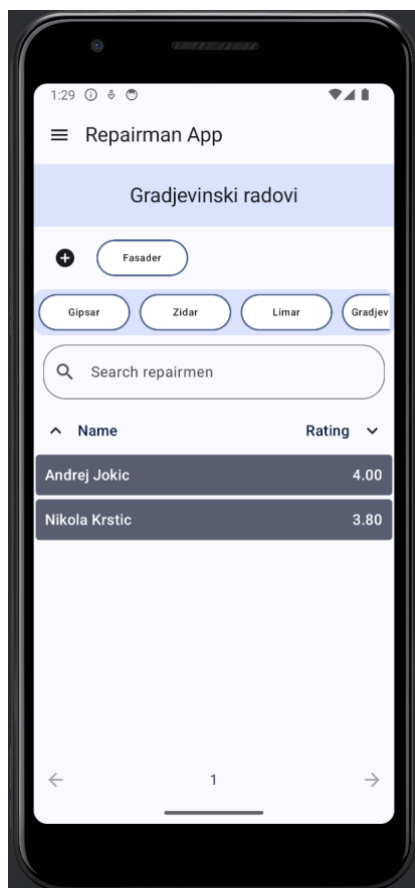 1:29
Repairman App
Gradjevinski radovi
Fasader
Gipsar Zidar Limar Gradjev
Search repairmen
Name Rating
Andrej Jokic 4.00
Nikola Krstic 3.80
1